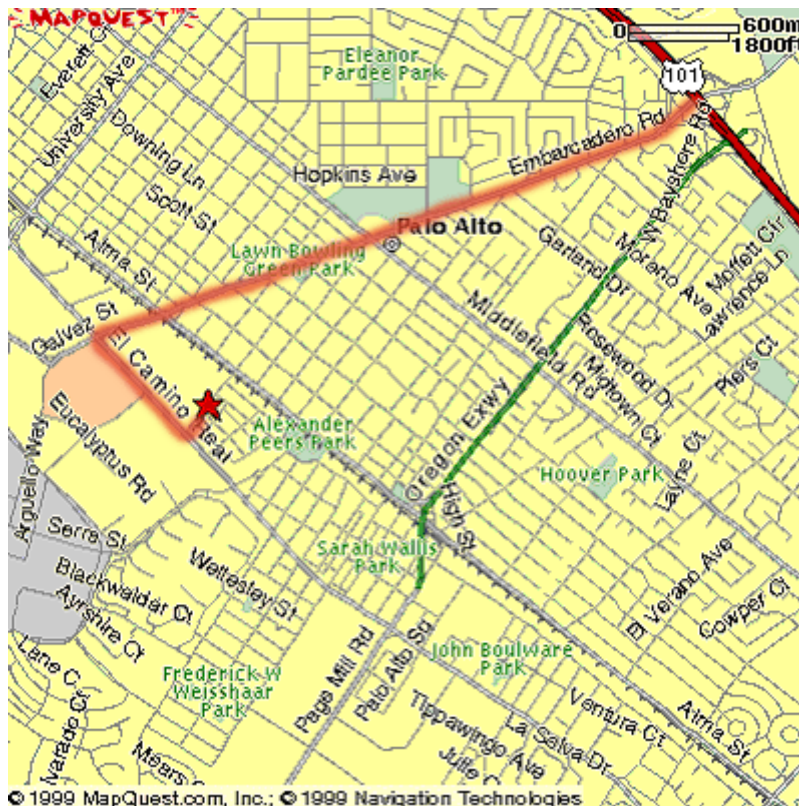 MAPQUEST
TM
0 600m
1800ft
101
Eleanor
Pardee Park
Everett Ct
University Ave
Downing Ln
Scott St
Hopkins Ave
Embarcadero Rd
W Bayshore Rd
Palo Alto
Alma St
Lawn Bowling
Green Park
Garland Dr
Moreno Ave
Moffett Cir
Lawrence Ln
Galvez St
El Camino Real
Middlefield Rd
Rosewood Dr
Midtown Ct
Piers Ct
Alexander
Peers Park
Eucalyptus Rd
Arguello Way
Oregon Expwy
High St
Hoover Park
Layne Ct
Serra St
Sarah Wallis
Park
Wellesley St
Blackwelder Ct
Ayrshire Ct
El Verano Ave
Cowper Ct
Lane C
Frederick W
Weisshaar
Park
Page Mill Rd
Palo Alto Sq
John Boulware
Park
Ventura Ct
Alma St
Tippawingo Ave
La Selva Dr
lvarado Ct
Mears C
Julie C
© 1999 MapQuest.com, Inc.; © 1999 Navigation Technologies